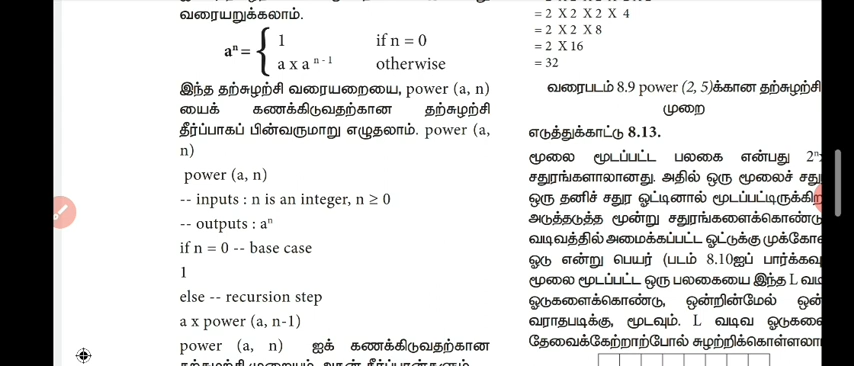 வரையறுக்கலாம்.
aⁿ = { 1 if n = 0
a x a ⁿ⁻¹ otherwise
இந்த தற்சுழற்சி வரையறையை, power (a, n)
யைக் கணக்கிடுவதற்கான தற்சுழற்சி
தீர்ப்பாகப் பின்வருமாறு எழுதலாம். power (a,
n)
power (a, n)
-- inputs : n is an integer, n ≥ 0
-- outputs : aⁿ
if n = 0 -- base case
1
else -- recursion step
a x power (a, n-1)
power (a, n) ஐக் கணக்கிடுவதற்கான
= 2 X 2 X 2 X 4
= 2 X 2 X 8
= 2 X 16
= 32
வரைபடம் 8.9 power (2, 5)க்கான தற்சுழற்சி
முறை
எடுத்துக்காட்டு 8.13.
மூலை மூடப்பட்ட பலகை என்பது 2ⁿ
சதுரங்களாலானது. அதில் ஒரு மூலைச் சது
ஒரு தனிச் சதுர ஒட்டினால் மூடப்பட்டிருக்கிற
அடுத்தடுத்த மூன்று சதுரங்களைக்கொண்டு
வடிவத்தில் அமைக்கப்பட்ட ஓட்டுக்கு முக்கோ
ஓடு என்று பெயர் (படம் 8.10ஐப் பார்க்கவு
மூலை மூடப்பட்ட ஒரு பலகையை இந்த L வடி
ஓடுகளைக்கொண்டு, ஒன்றின்மேல் ஒன்
வராதபடிக்கு, மூடவும். L வடிவ ஓடுகளை
தேவைக்கேற்றாற்போல் சுழற்றிக்கொள்ளலா